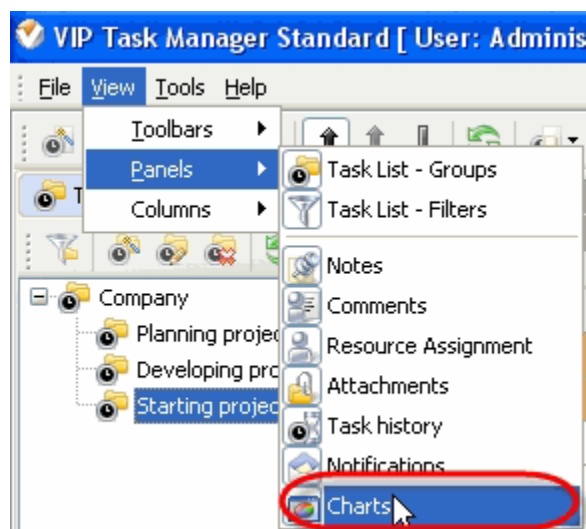 VIP Task Manager Standard [ User: Adminis
File View Tools Help
Toolbars
Panels
Columns
Task List - Groups
Task List - Filters
Notes
Comments
Resource Assignment
Attachments
Task history
Notifications
Charts
T
Company
Planning projec
Developing pro
Starting projec